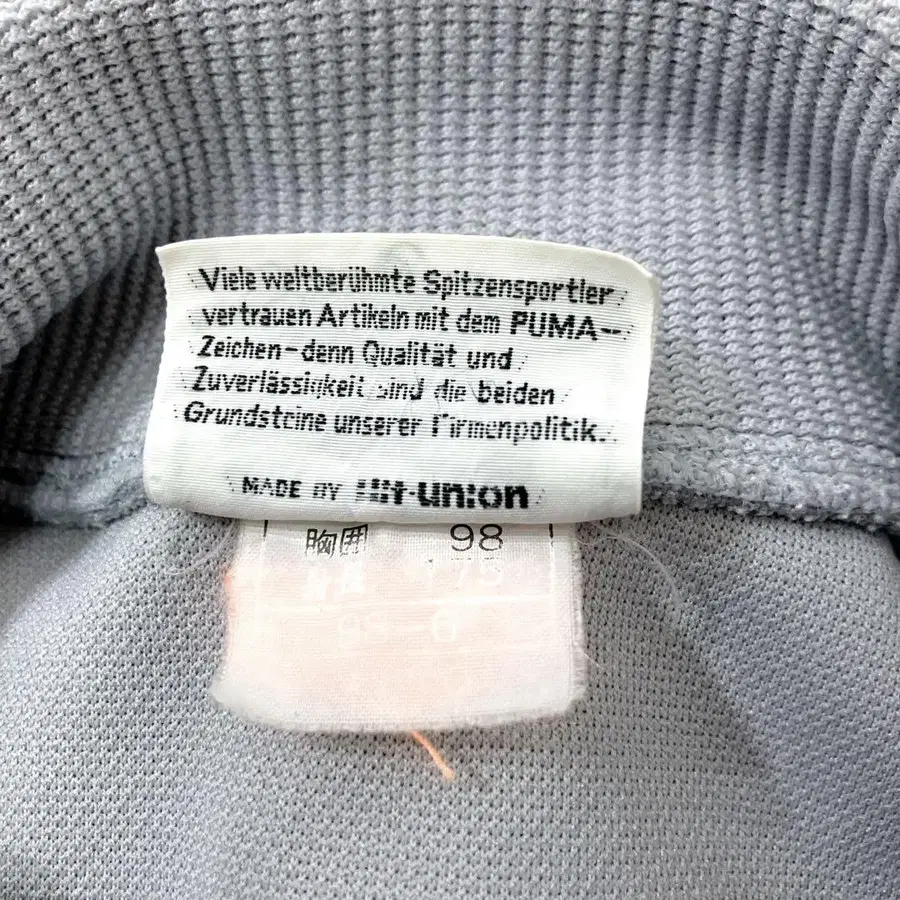 Viele weltberühmte Spitzensportler
vertrauen Artikeln mit dem PUMA-
Zeichen-denn Qualität und
Zuverlässigkeit sind die beiden
Grundsteine unserer Firmenpolitik.
MADE BY Hit-union
胸囲 98
175